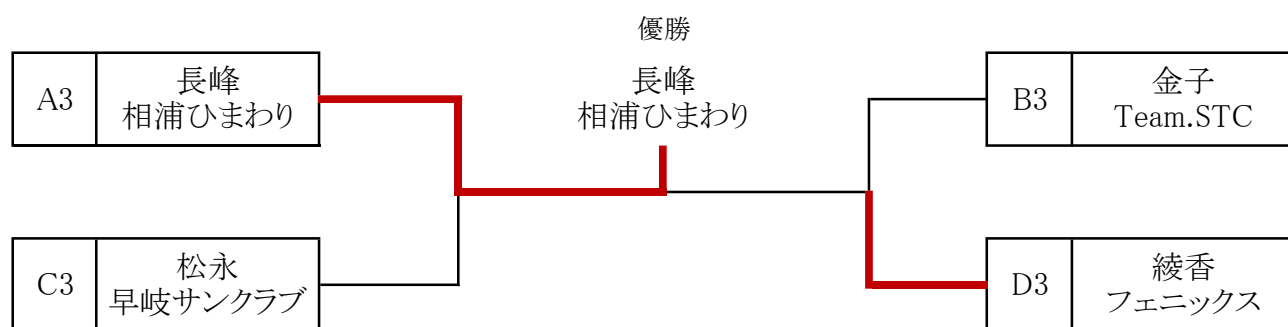 優勝
A3
長峰
相浦ひまわり
長峰
相浦ひまわり
B3
金子
Team.STC
C3
松永
早岐サンクラブ
D3
綾香
フェニックス